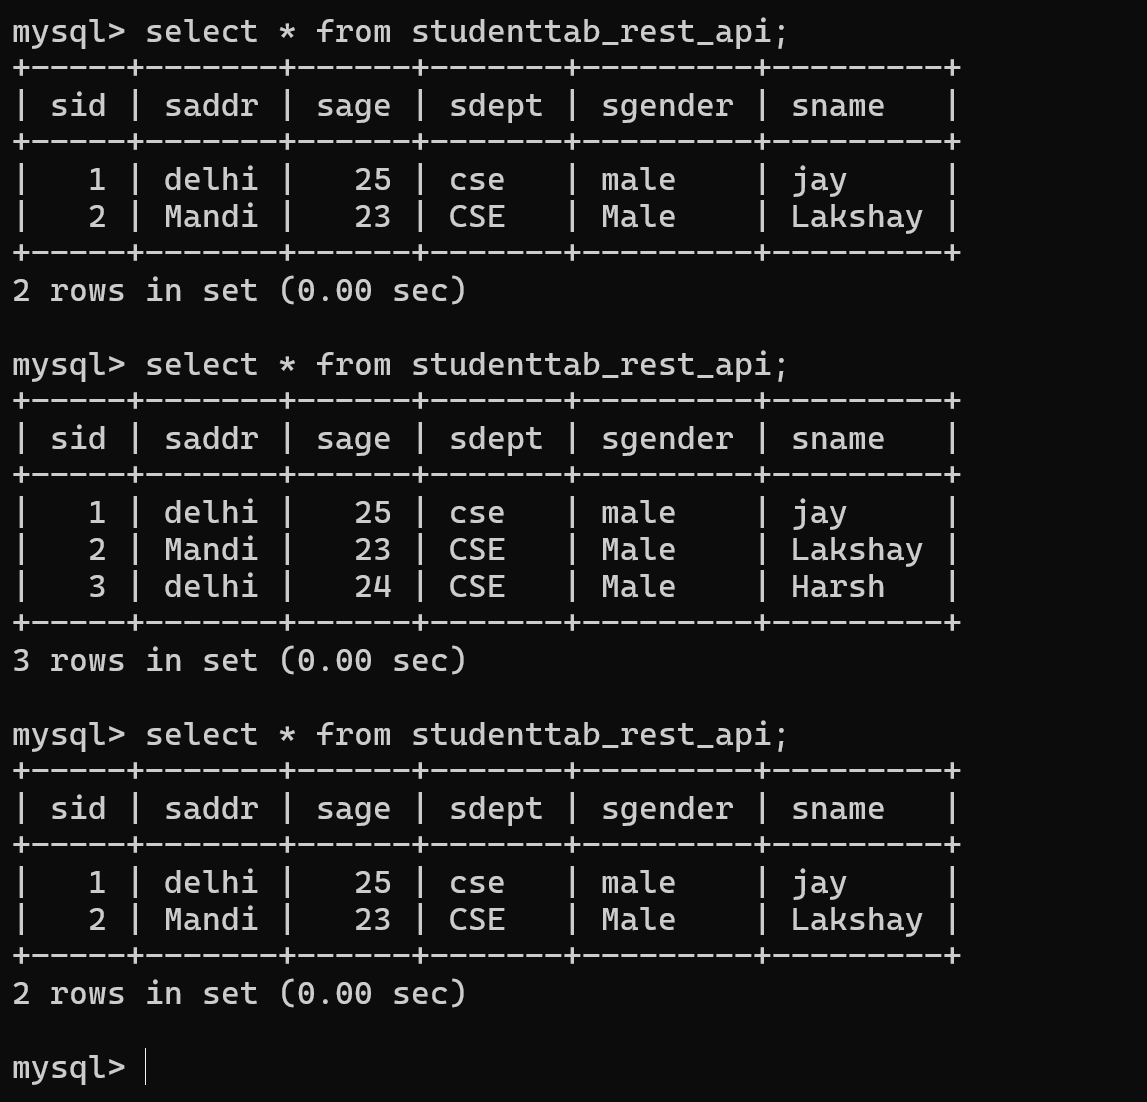 mysql> select * from studenttab_rest_api;
+-----+-------+------+-------+---------+---------+
| sid | saddr | sage | sdept | sgender | sname   |
+-----+-------+------+-------+---------+---------+
|   1 | delhi |   25 | cse   | male    | jay     |
|   2 | Mandi |   23 | CSE   | Male    | Lakshay |
+-----+-------+------+-------+---------+---------+
2 rows in set (0.00 sec)

mysql> select * from studenttab_rest_api;
+-----+-------+------+-------+---------+---------+
| sid | saddr | sage | sdept | sgender | sname   |
+-----+-------+------+-------+---------+---------+
|   1 | delhi |   25 | cse   | male    | jay     |
|   2 | Mandi |   23 | CSE   | Male    | Lakshay |
|   3 | delhi |   24 | CSE   | Male    | Harsh   |
+-----+-------+------+-------+---------+---------+
3 rows in set (0.00 sec)

mysql> select * from studenttab_rest_api;
+-----+-------+------+-------+---------+---------+
| sid | saddr | sage | sdept | sgender | sname   |
+-----+-------+------+-------+---------+---------+
|   1 | delhi |   25 | cse   | male    | jay     |
|   2 | Mandi |   23 | CSE   | Male    | Lakshay |
+-----+-------+------+-------+---------+---------+
2 rows in set (0.00 sec)

mysql>